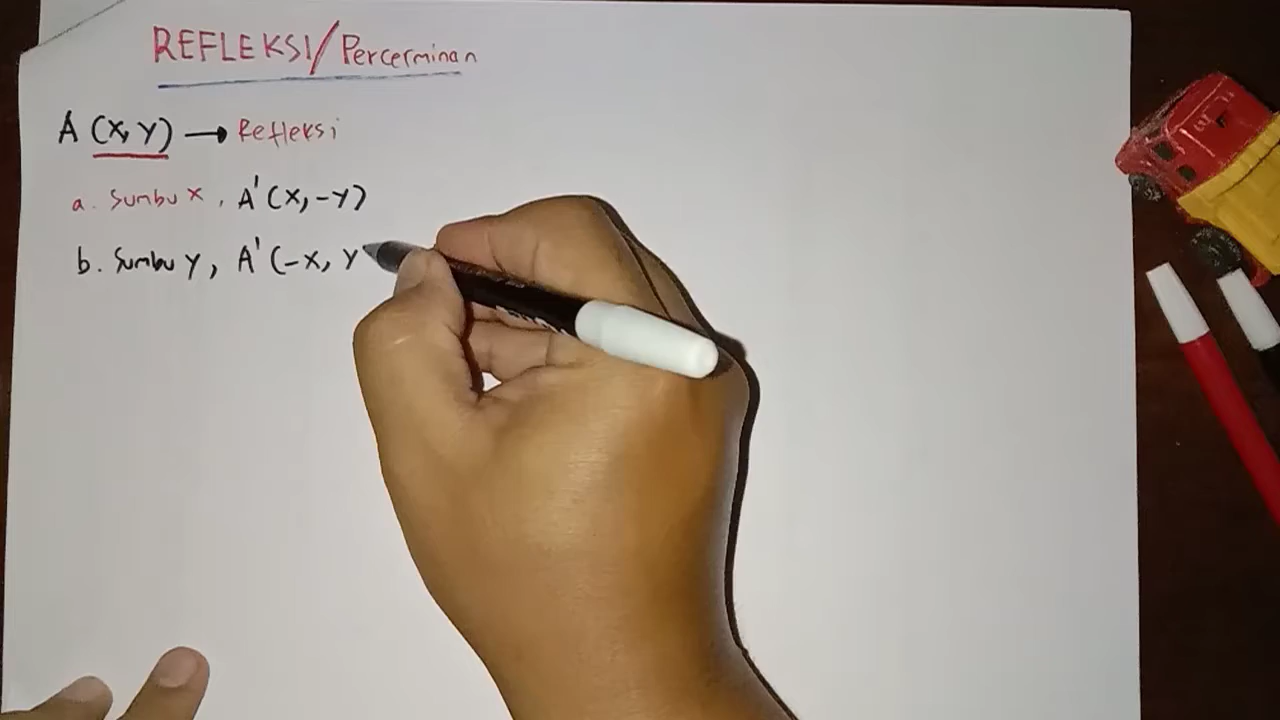 REFLEKSI/Percerminan
A (X, Y) → Refleksi
a. Sumbu X, A'(X, -Y)
b. Sumbu Y, A'(-X, Y